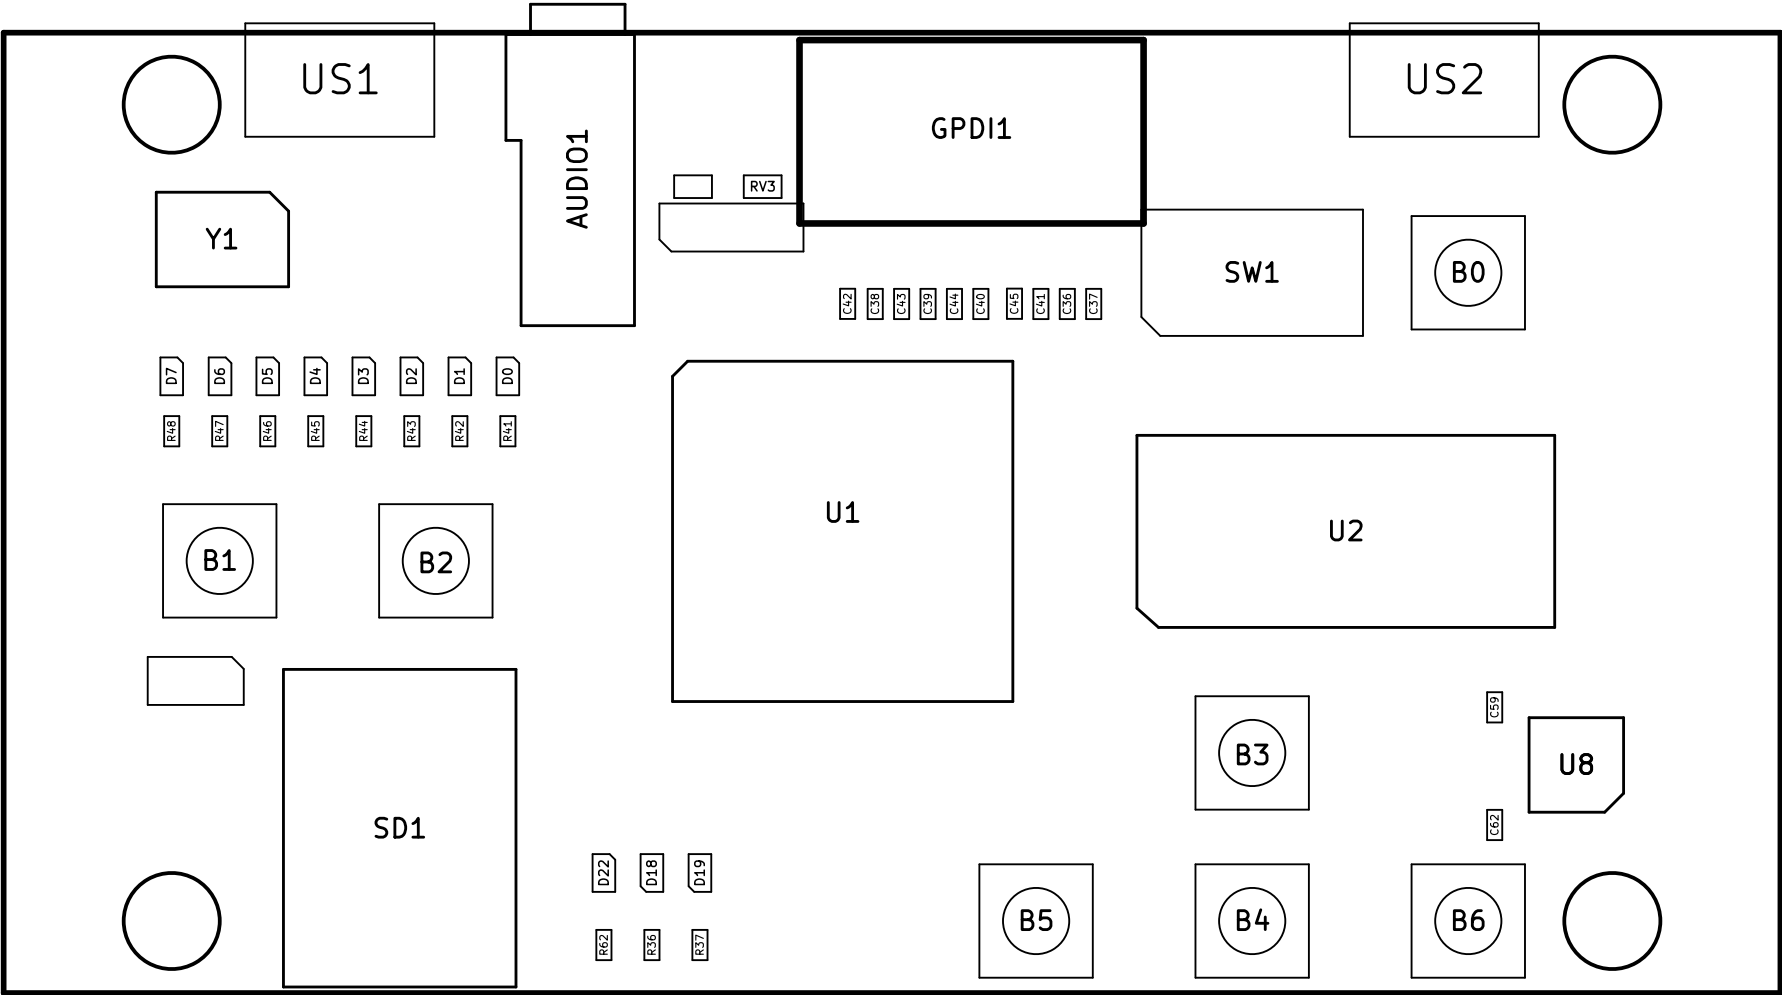 US1
US2
GPDI1
AUDIO1
RV3
Y1
SW1
B0
C42
C38
C43
C39
C44
C40
C45
C41
C36
C37
D7
D6
D5
D4
D3
D2
D1
D0
R48
R47
R46
R45
R44
R43
R42
R41
U1
U2
B1
B2
C59
B3
U8
SD1
C62
D22
D18
D19
B5
B4
B6
R62
R36
R37